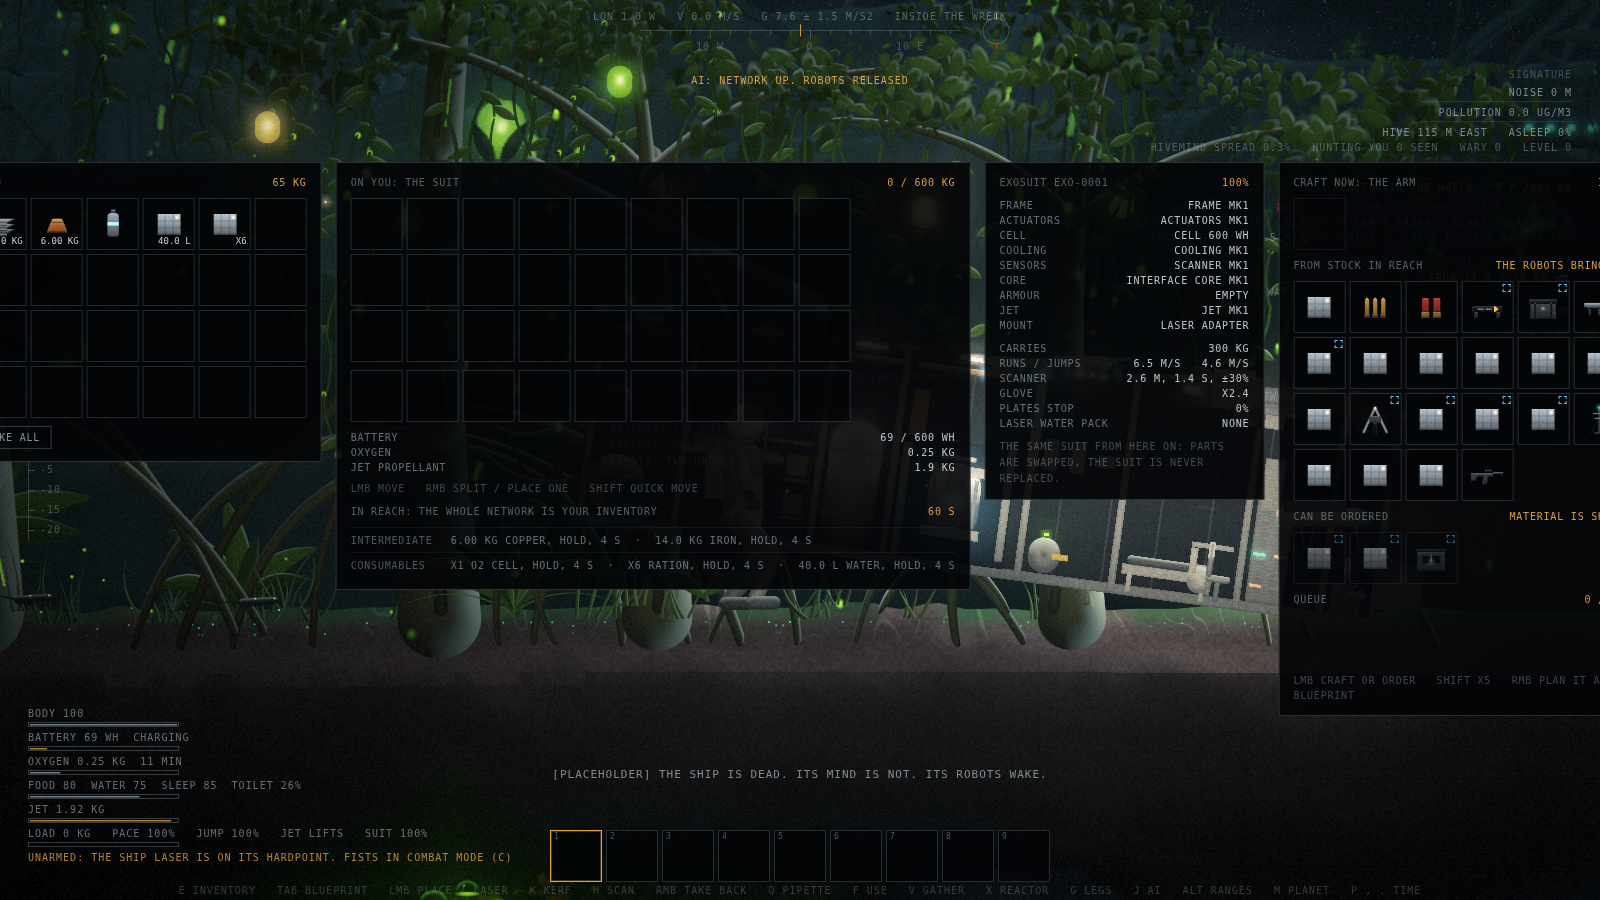 LON 1.0 W V 0.0 M/S G 7.6 ± 1.5 M/S2 INSIDE THE WRECK
10 W 0 10 E
AI: NETWORK UP. ROBOTS RELEASED
SIGNATURE
NOISE 0 M
POLLUTION 0.0 UG/M3
HIVE 115 M EAST ASLEEP 0%
HIVEMIND SPREAD 0.3% HUNTING YOU 0 SEEN WARY 0 LEVEL 0
65 KG
0 KG
6.00 KG
40.0 L
X6
KE ALL
-5
-10
-15
-20
ON YOU: THE SUIT 0 / 600 KG
BATTERY 69 / 600 WH
OXYGEN 0.25 KG
JET PROPELLANT 1.9 KG
LMB MOVE RMB SPLIT / PLACE ONE SHIFT QUICK MOVE
IN REACH: THE WHOLE NETWORK IS YOUR INVENTORY 60 S
INTERMEDIATE 6.00 KG COPPER, HOLD, 4 S · 14.0 KG IRON, HOLD, 4 S
CONSUMABLES X1 O2 CELL, HOLD, 4 S · X6 RATION, HOLD, 4 S · 40.0 L WATER, HOLD, 4 S
EXOSUIT EXO-0001 100%
FRAME FRAME MK1
ACTUATORS ACTUATORS MK1
CELL CELL 600 WH
COOLING COOLING MK1
SENSORS SCANNER MK1
CORE INTERFACE CORE MK1
ARMOUR EMPTY
JET JET MK1
MOUNT LASER ADAPTER
CARRIES 300 KG
RUNS / JUMPS 6.5 M/S 4.6 M/S
SCANNER 2.6 M, 1.4 S, ±30%
GLOVE X2.4
PLATES STOP 0%
LASER WATER PACK NONE
THE SAME SUIT FROM HERE ON: PARTS
ARE SWAPPED, THE SUIT IS NEVER
REPLACED.
CRAFT NOW: THE ARM
FROM STOCK IN REACH THE ROBOTS BRING
CAN BE ORDERED MATERIAL IS
QUEUE 0
LMB CRAFT OR ORDER SHIFT X5 RMB PLAN IT
BLUEPRINT
BODY 100
BATTERY 69 WH CHARGING
OXYGEN 0.25 KG 11 MIN
FOOD 80 WATER 75 SLEEP 85 TOILET 26%
JET 1.92 KG
LOAD 0 KG PACE 100% JUMP 100% JET LIFTS SUIT 100%
UNARMED: THE SHIP LASER IS ON ITS HARDPOINT. FISTS IN COMBAT MODE (C)
[PLACEHOLDER] THE SHIP IS DEAD. ITS MIND IS NOT. ITS ROBOTS WAKE.
1 2 3 4 5 6 7 8 9
E INVENTORY TAB BLUEPRINT LMB PLACE LASER K KERF H SCAN RMB TAKE BACK Q PIPETTE F USE V GATHER X REACTOR G LEGS J AI ALT RANGES M PLANET P , . TIME